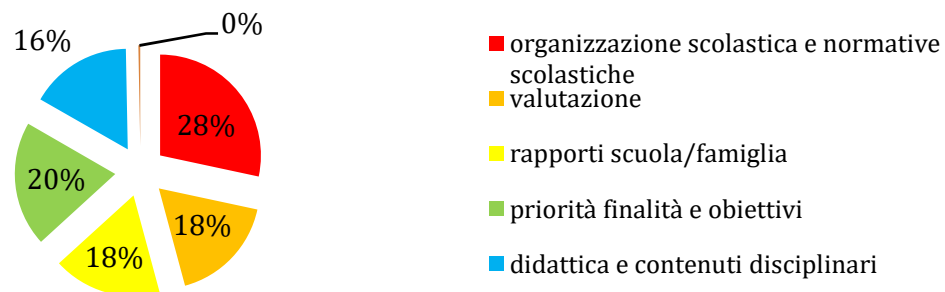 0%
16%
28%
20%
18%
18%
organizzazione scolastica e normative
scolastiche
valutazione
rapporti scuola/famiglia
priorità finalità e obiettivi
didattica e contenuti disciplinari